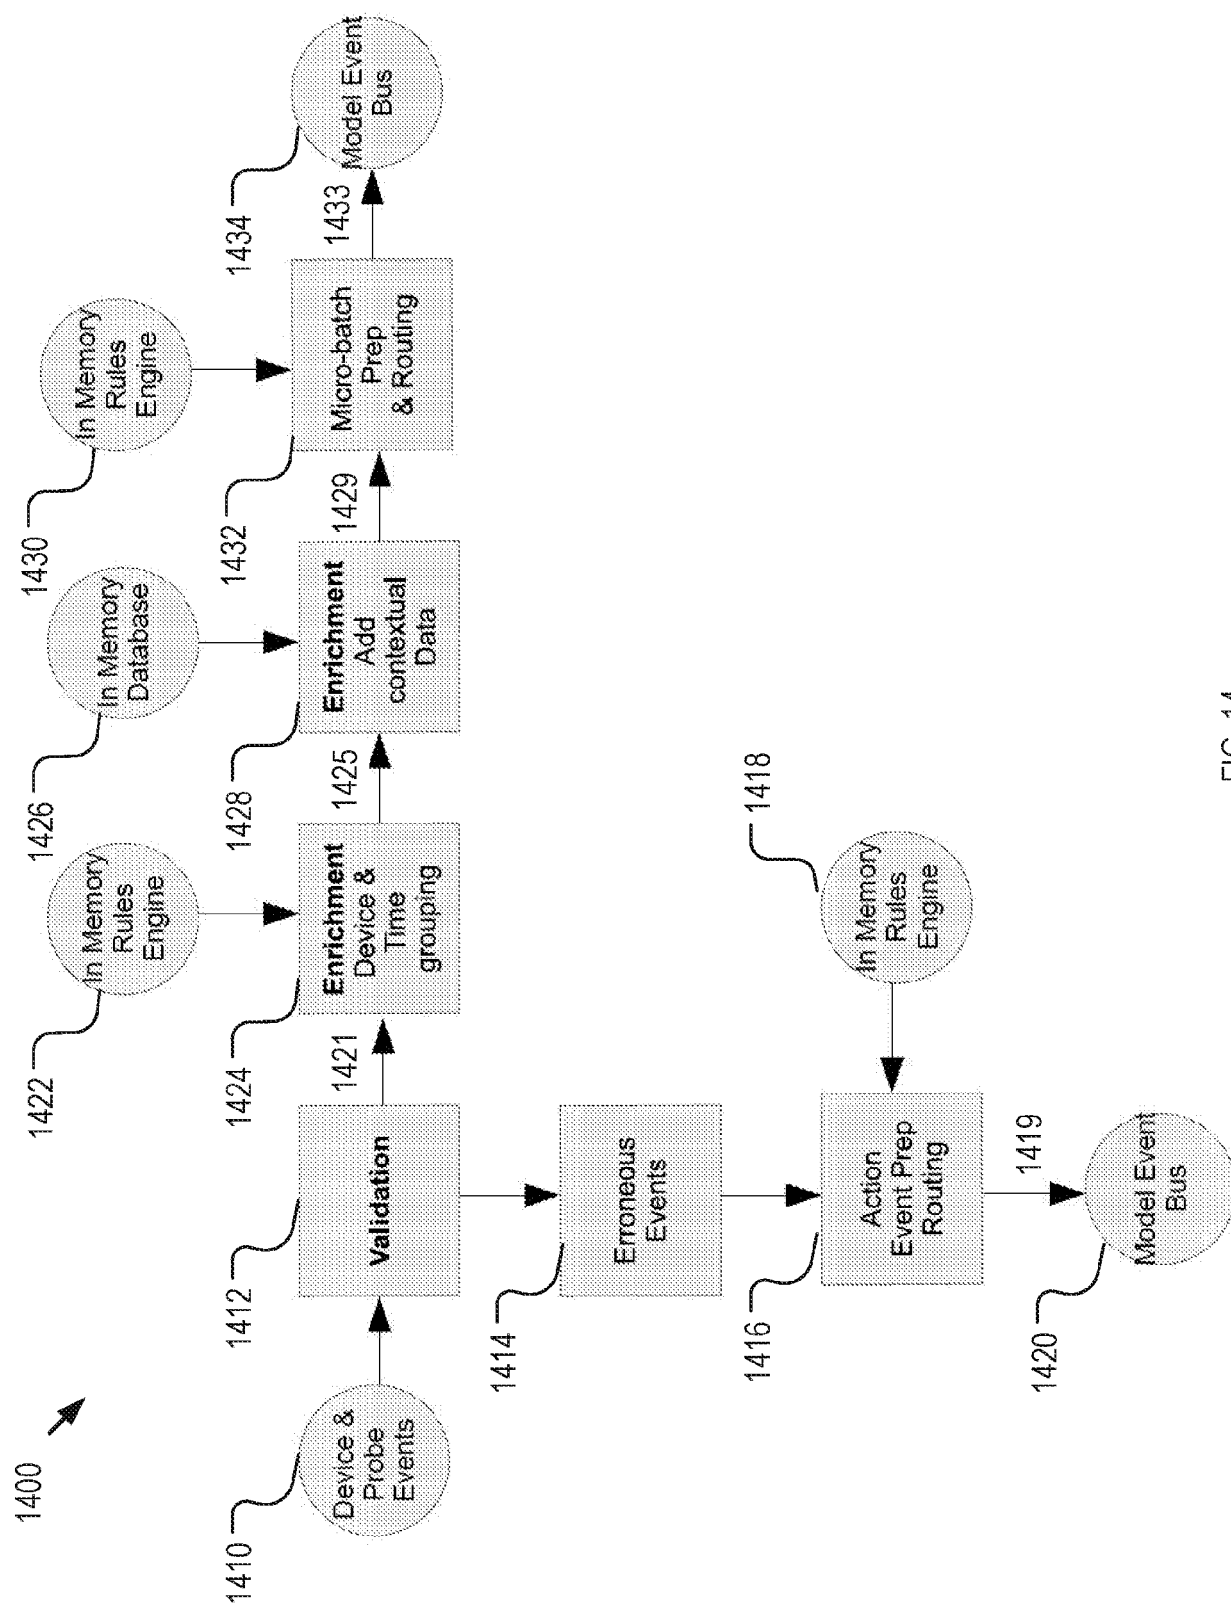 1400
1410
Device &
Probe
Events
1412
Validation
1421
1422
In Memory
Rules
Engine
1424
Enrichment
Device &
Time
grouping
1425
1426
In Memory
Database
1428
Enrichment
Add
contextual
Data
1429
1430
In Memory
Rules
Engine
1432
Micro-batch
Prep
& Routing
1433
1434
Model Event
Bus
1414
Erroneous
Events
1416
Action
Event Prep
Routing
1418
In Memory
Rules
Engine
1419
1420
Model Event
Bus
FIG. 14